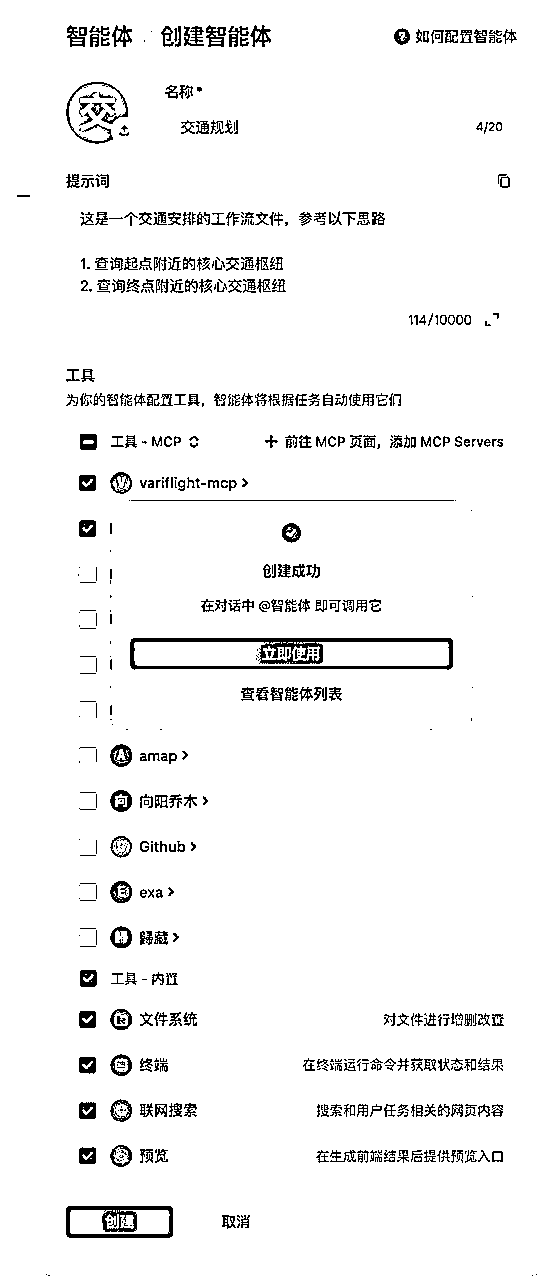 智能体 创建智能体 如何配置智能体
交
名称*
交通规划 4/20
提示词
这是一个交通安排的工作流文件，参考以下思路
1. 查询起点附近的核心交通枢纽
2. 查询终点附近的核心交通枢纽
114/10000
工具
为你的智能体配置工具，智能体将根据任务自动使用它们
工具 - MCP 前往 MCP 页面，添加 MCP Servers
variflight-mcp
创建成功
在对话中 @智能体 即可调用它
立即使用
查看智能体列表
A amap
向 向阳乔木
Github
E exa
歸藏
工具 - 内置
文件系统 对文件进行增删改查
终端 在终端运行命令并获取状态和结果
联网搜索 搜索和用户任务相关的网页内容
预览 在生成前端结果后提供预览入口
创建 取消